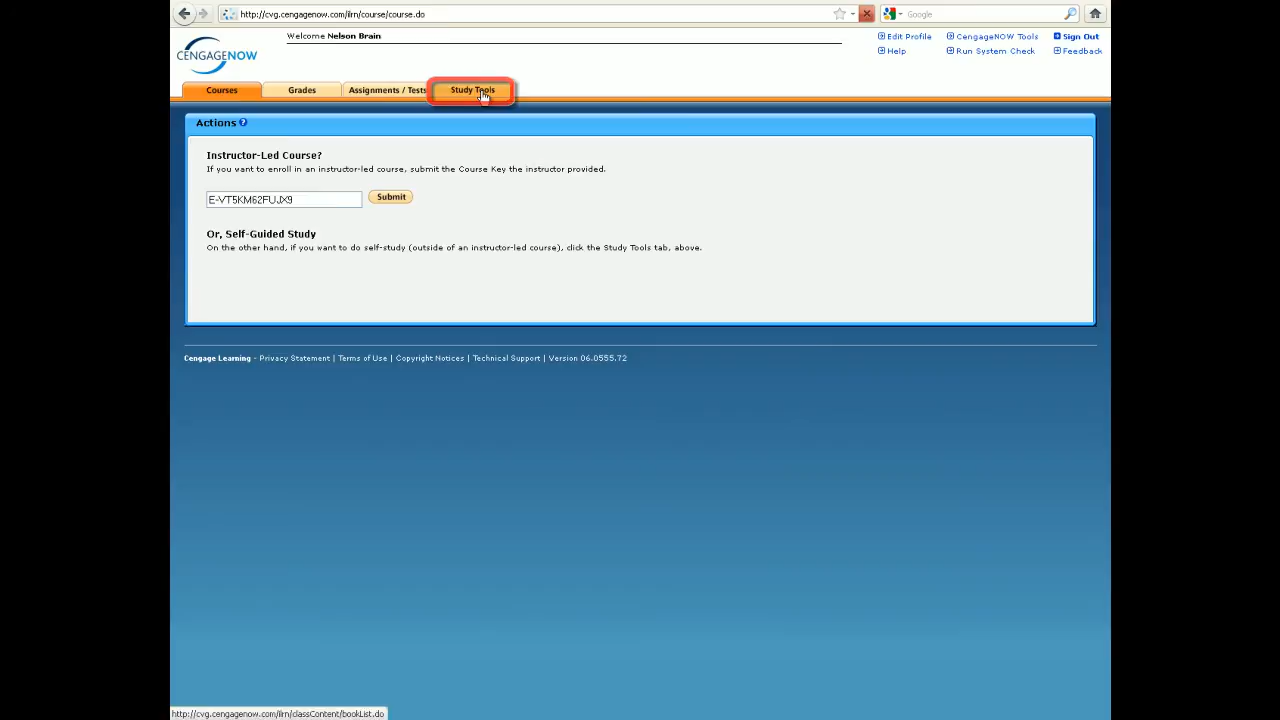 http://cvg.cengagenow.com/ilrn/course/course.do
Google
CENGAGENOW
Welcome Nelson Brain
Edit Profile
CengageNOW Tools
Sign Out
Help
Run System Check
Feedback
Courses
Grades
Assignments / Tests
Study Tools
Actions ?
Instructor-Led Course?
If you want to enroll in an instructor-led course, submit the Course Key the instructor provided.
E-VT5KM62FUJX9
Submit
Or, Self-Guided Study
On the other hand, if you want to do self-study (outside of an instructor-led course), click the Study Tools tab, above.
Cengage Learning - Privacy Statement | Terms of Use | Copyright Notices | Technical Support | Version 06.0555.72
http://cvg.cengagenow.com/ilrn/classContent/bookList.do